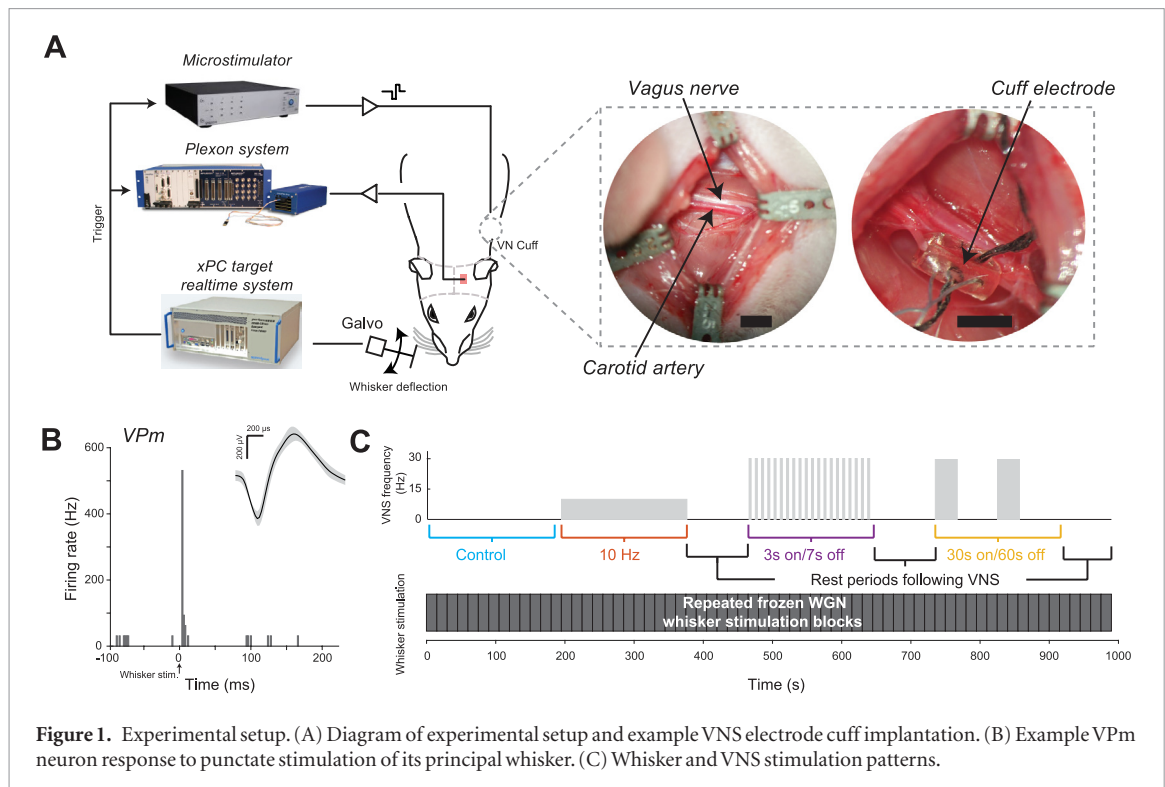 A
Microstimulator
Plexon system
Trigger
xPC target
realtime system
Galvo
Whisker deflection
VN Cuff
Vagus nerve
Cuff electrode
Carotid artery
B
VPm
200 µs
200 µV
Firing rate (Hz)
600
400
200
0
-100 0 100 200
Whisker stim.
Time (ms)
C
VNS frequency
(Hz)
30
15
0
Control
10 Hz
3s on/7s off
30s on/60s off
Rest periods following VNS
Whisker stimulation
Repeated frozen WGN
whisker stimulation blocks
0 100 200 300 400 500 600 700 800 900 1000
Time (s)
Figure 1. Experimental setup. (A) Diagram of experimental setup and example VNS electrode cuff implantation. (B) Example VPm
neuron response to punctate stimulation of its principal whisker. (C) Whisker and VNS stimulation patterns.